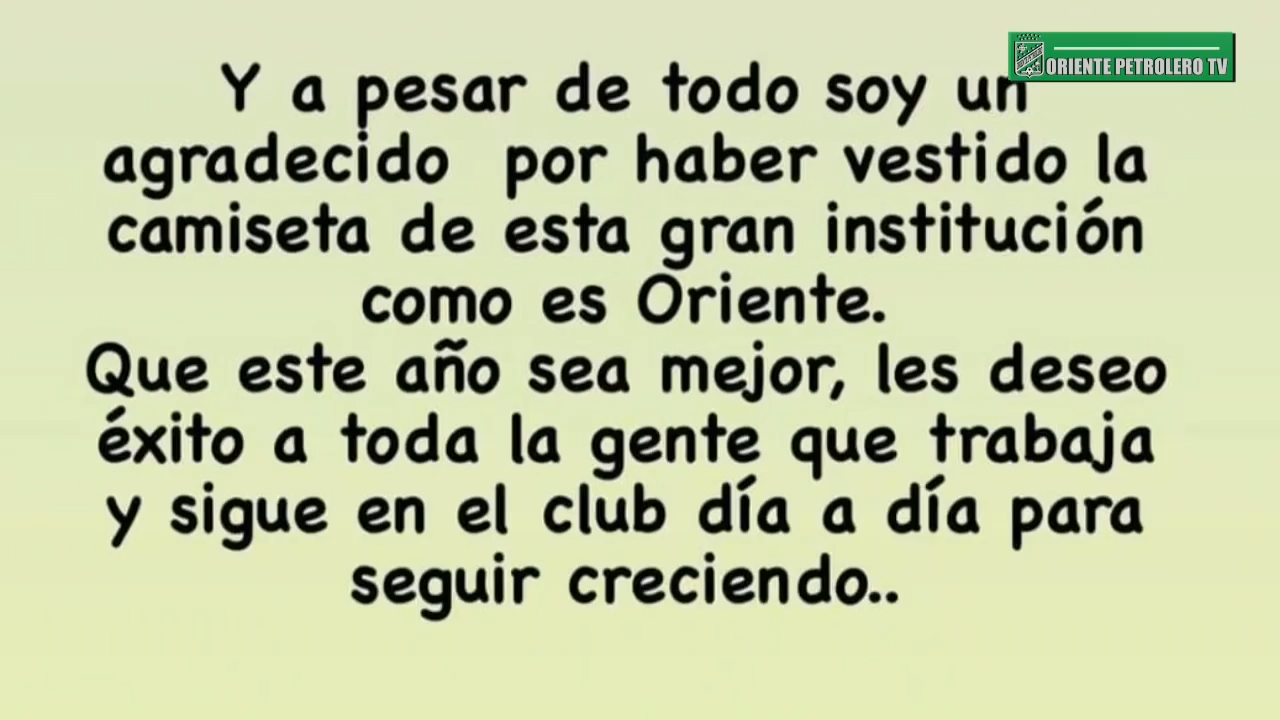 ORIENTE PETROLERO TV
Y a pesar de todo soy un
agradecido por haber vestido la
camiseta de esta gran institución
como es Oriente.
Que este año sea mejor, les deseo
éxito a toda la gente que trabaja
y sigue en el club día a día para
seguir creciendo..